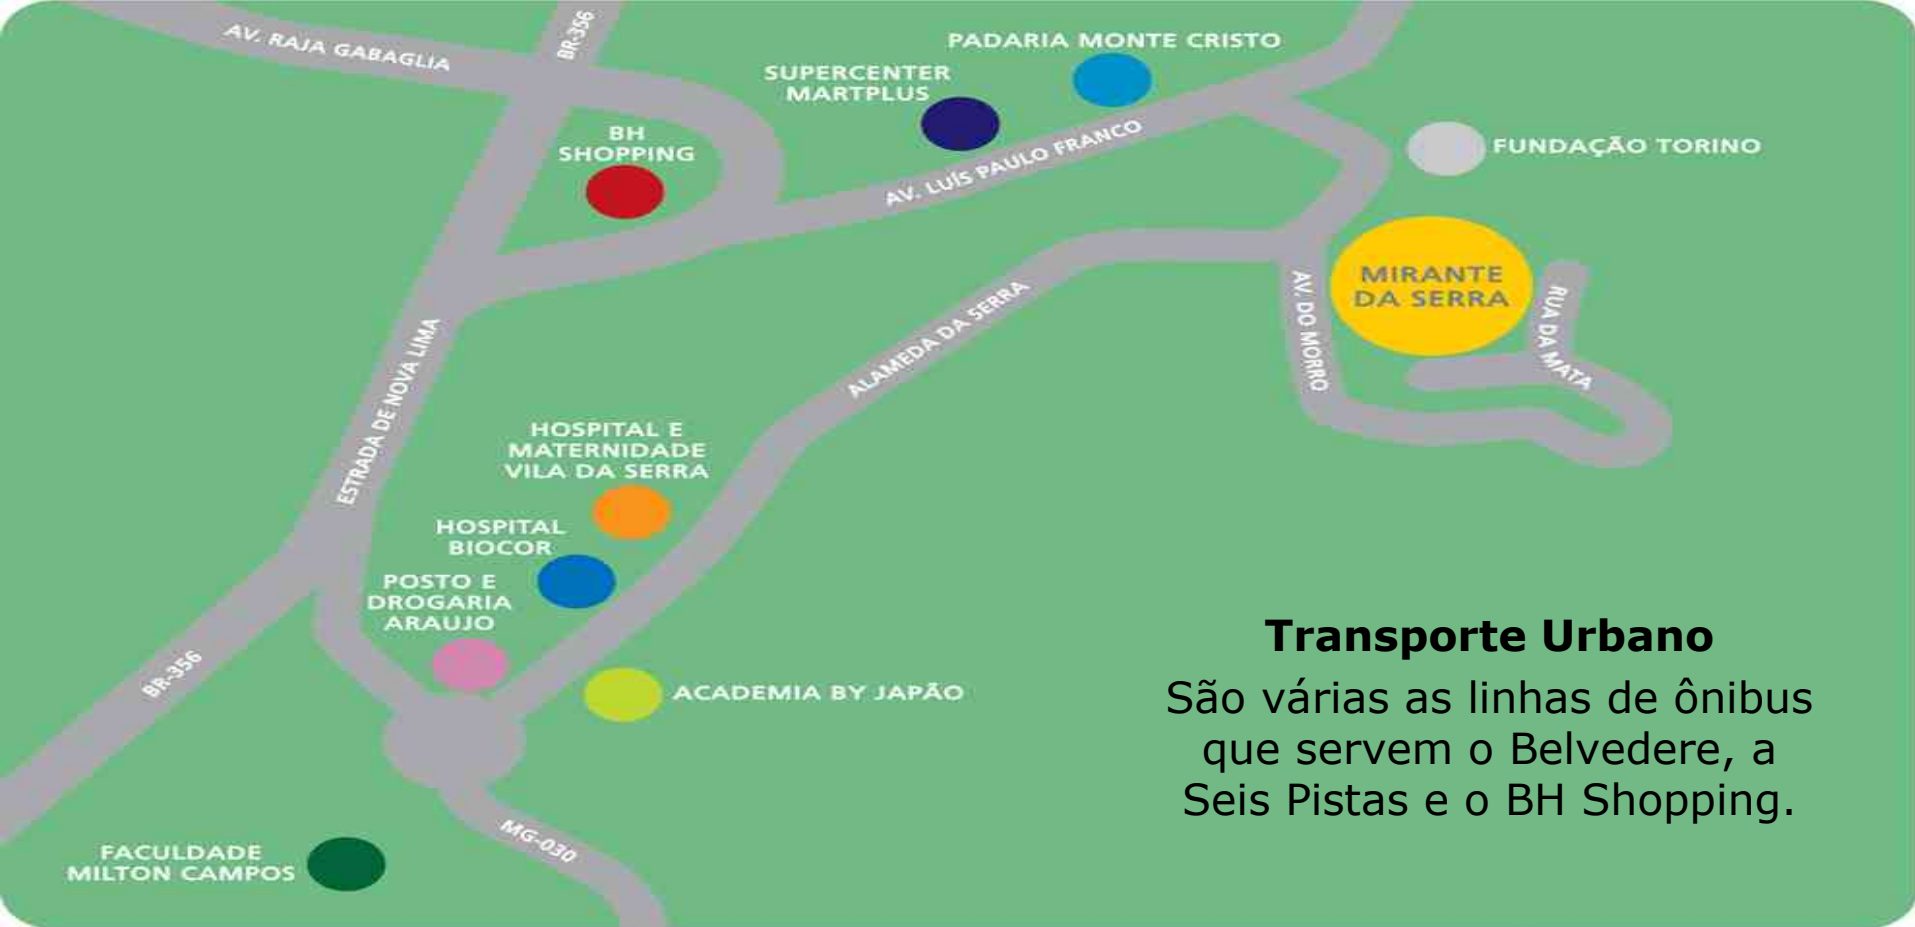 BR-356
AV. RAJA GABAGLIA
PADARIA MONTE CRISTO
SUPERCENTER
MARTPLUS
BH
SHOPPING
AV. LUÍS PAULO FRANCO
FUNDAÇÃO TORINO
MIRANTE
DA SERRA
AV. DO MORRO
RUA DA MATA
ALAMEDA DA SERRA
ESTRADA DE NOVA LIMA
HOSPITAL E
MATERNIDADE
VILA DA SERRA
HOSPITAL
BIOCOR
POSTO E
DROGARIA
ARAUJO
BR-356
ACADEMIA BY JAPÃO
Transporte Urbano
São várias as linhas de ônibus
que servem o Belvedere, a
Seis Pistas e o BH Shopping.
MG-030
FACULDADE
MILTON CAMPOS